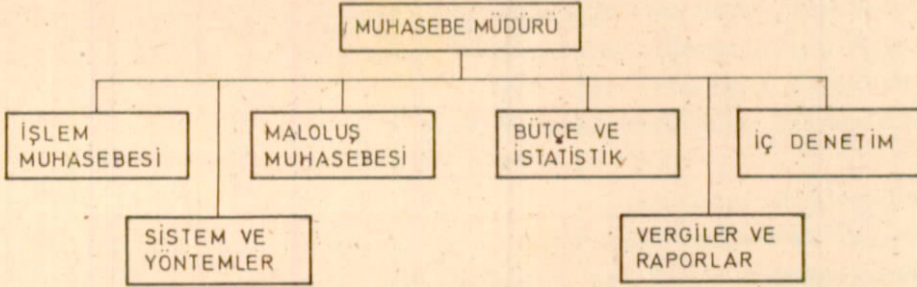 MUHASEBE MÜDÜRÜ
İŞLEM
MUHASEBESİ
MALOLUŞ
MUHASEBESİ
BÜTÇE VE
İSTATİSTİK
İÇ DENETİM
SİSTEM VE
YÖNTEMLER
VERGİLER VE
RAPORLAR